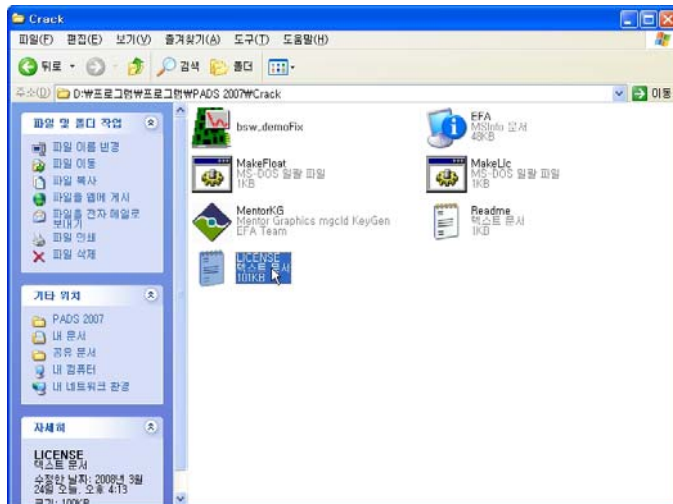 Crack
파일(F) 편집(E) 보기(V) 즐겨찾기(A) 도구(T) 도움말(H)
뒤로 검색 폴더
주소(D) D:₩프로그램₩프로그램₩PADS 2007₩Crack 이동
파일 및 폴더 작업
파일 이름 바꾸기
파일 이동
파일 복사
파일을 웹에 게시
파일을 전자 메일로
보내기
파일 인쇄
파일 삭제
기타 위치
PADS 2007
내 문서
공유 문서
내 컴퓨터
내 네트워크 환경
자세히
LICENSE
텍스트 문서
수정한 날짜: 2008년 3월
24일 오늘, 오후 4:13
크기: 100KB
bsw_demoFix
EFA
MSInfo 문서
48KB
MakeFloat
MS-DOS 일괄 파일
1KB
MakeLic
MS-DOS 일괄 파일
1KB
MentorKG
Mentor Graphics mgcld KeyGen
EFA Team
Readme
텍스트 문서
1KB
LICENSE
텍스트 문서
101KB